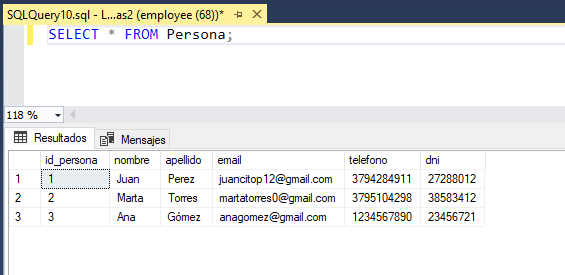 SQLQuery10.sql - L...as2 (employee (68))*
SELECT * FROM Persona;
118 %
Resultados Mensajes
id_persona nombre apellido email telefono dni
1 1 Juan Perez juancitop12@gmail.com 3794284911 27288012
2 2 Marta Torres martatorres0@gmail.com 3795104298 38583412
3 3 Ana Gómez anagomez@gmail.com 1234567890 23456721